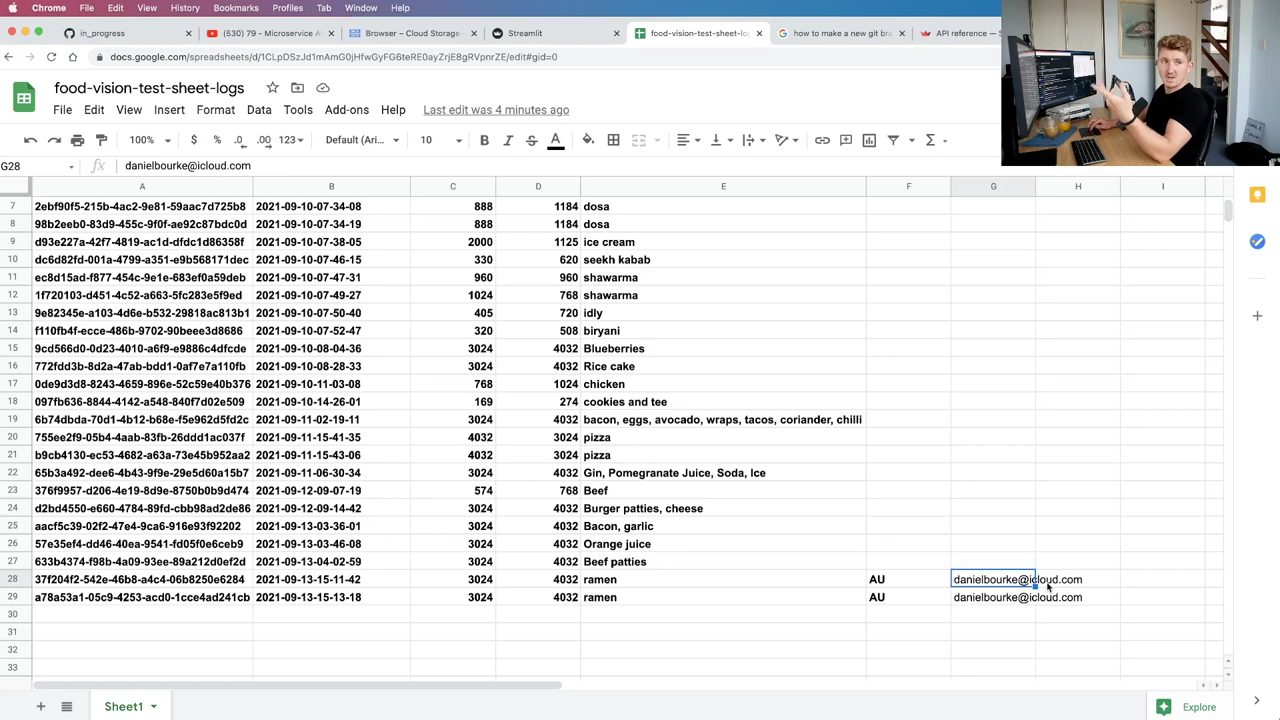 Chrome File Edit View History Bookmarks Profiles Tab Window Help
in_progress (530) 79 - Microservice A Browser – Cloud Storage – Streamlit food-vision-test-sheet-log how to make a new git bra API reference —
docs.google.com/spreadsheets/d/1CLpDSzJd1mAmG0jHfwGyFG6teRE0ayZrjE8gRVpnrZE/edit#gid=0
food-vision-test-sheet-logs
File Edit View Insert Format Data Tools Add-ons Help Last edit was 4 minutes ago
100% $ % .0 .00 123 Default (Ari... 10 B I S A
G28 fx danielbourke@icloud.com
A B C D E F G H I
7 2ebf90f5-215b-4ac2-9e81-59aac7d725b8 2021-09-10-07-34-08 888 1184 dosa
8 98b2eeb0-83d9-455c-9f0f-ae92c87bdc0d 2021-09-10-07-34-19 888 1184 dosa
9 d93e227a-42f7-4819-ac1d-dfdc1d86358f 2021-09-10-07-38-05 2000 1125 ice cream
10 dc6d82fd-001a-4799-a351-e9b568171dec 2021-09-10-07-46-15 330 620 seekh kabab
11 ec8d15ad-f877-454c-9e1e-683ef0a59deb 2021-09-10-07-47-31 960 960 shawarma
12 1f720103-d451-4c52-a663-5fc283e5f9ed 2021-09-10-07-49-27 1024 768 shawarma
13 9e82345e-a103-4d6e-b532-29818ac813b1 2021-09-10-07-50-40 405 720 idly
14 f110fb4f-ecce-486b-9702-90beee3d8686 2021-09-10-07-52-47 320 508 biryani
15 9cd566d0-0d23-4010-a6f9-e9886c4dfcde 2021-09-10-08-04-36 3024 4032 Blueberries
16 772fdd3b-8d2a-47ab-bdd1-0af7e7a110fb 2021-09-10-08-28-33 3024 4032 Rice cake
17 0de9d3d8-8243-4659-896e-52c59e40b376 2021-09-10-11-03-08 768 1024 chicken
18 097fb636-8844-4142-a548-840f7d02e509 2021-09-10-14-26-01 169 274 cookies and tee
19 6b74dbda-70d1-4b12-b68e-f5e962d5fd2c 2021-09-11-02-19-11 3024 4032 bacon, eggs, avocado, wraps, tacos, coriander, chilli
20 755ee2f9-05b4-4aab-83fb-26ddd1ac037f 2021-09-11-15-41-35 4032 3024 pizza
21 b9cb4130-ec53-4682-a63a-73e45b952aa2 2021-09-11-15-43-06 4032 3024 pizza
22 65b3a492-dee6-4b43-9f9e-29e5d60a15b7 2021-09-11-06-30-34 3024 4032 Gin, Pomegranate Juice, Soda, Ice
23 376f9957-d206-4e19-8d9e-8750b0b9d474 2021-09-12-09-07-19 574 768 Beef
24 d2bd4550-e660-4784-89fd-cbb98ad2de86 2021-09-12-09-14-42 3024 4032 Burger patties, cheese
25 aacf5c39-02f2-47e4-9ca6-916e93f92202 2021-09-13-03-36-01 3024 4032 Bacon, garlic
26 57e35ef4-dd46-40ea-9541-fd05f0e6ceb9 2021-09-13-03-46-08 3024 4032 Orange juice
27 633b4374-f98b-4a09-93ee-89a212d0ef2d 2021-09-13-04-02-59 3024 4032 Beef patties
28 37f204f2-542e-46b8-a4c4-06b8250e6284 2021-09-13-15-11-42 3024 4032 ramen AU danielbourke@icloud.com
29 a78a53a1-05c9-4253-acd0-1cce4ad241cb 2021-09-13-15-14-18 3024 4032 ramen AU danielbourke@icloud.com
30
31
32
33
Sheet1 Explore